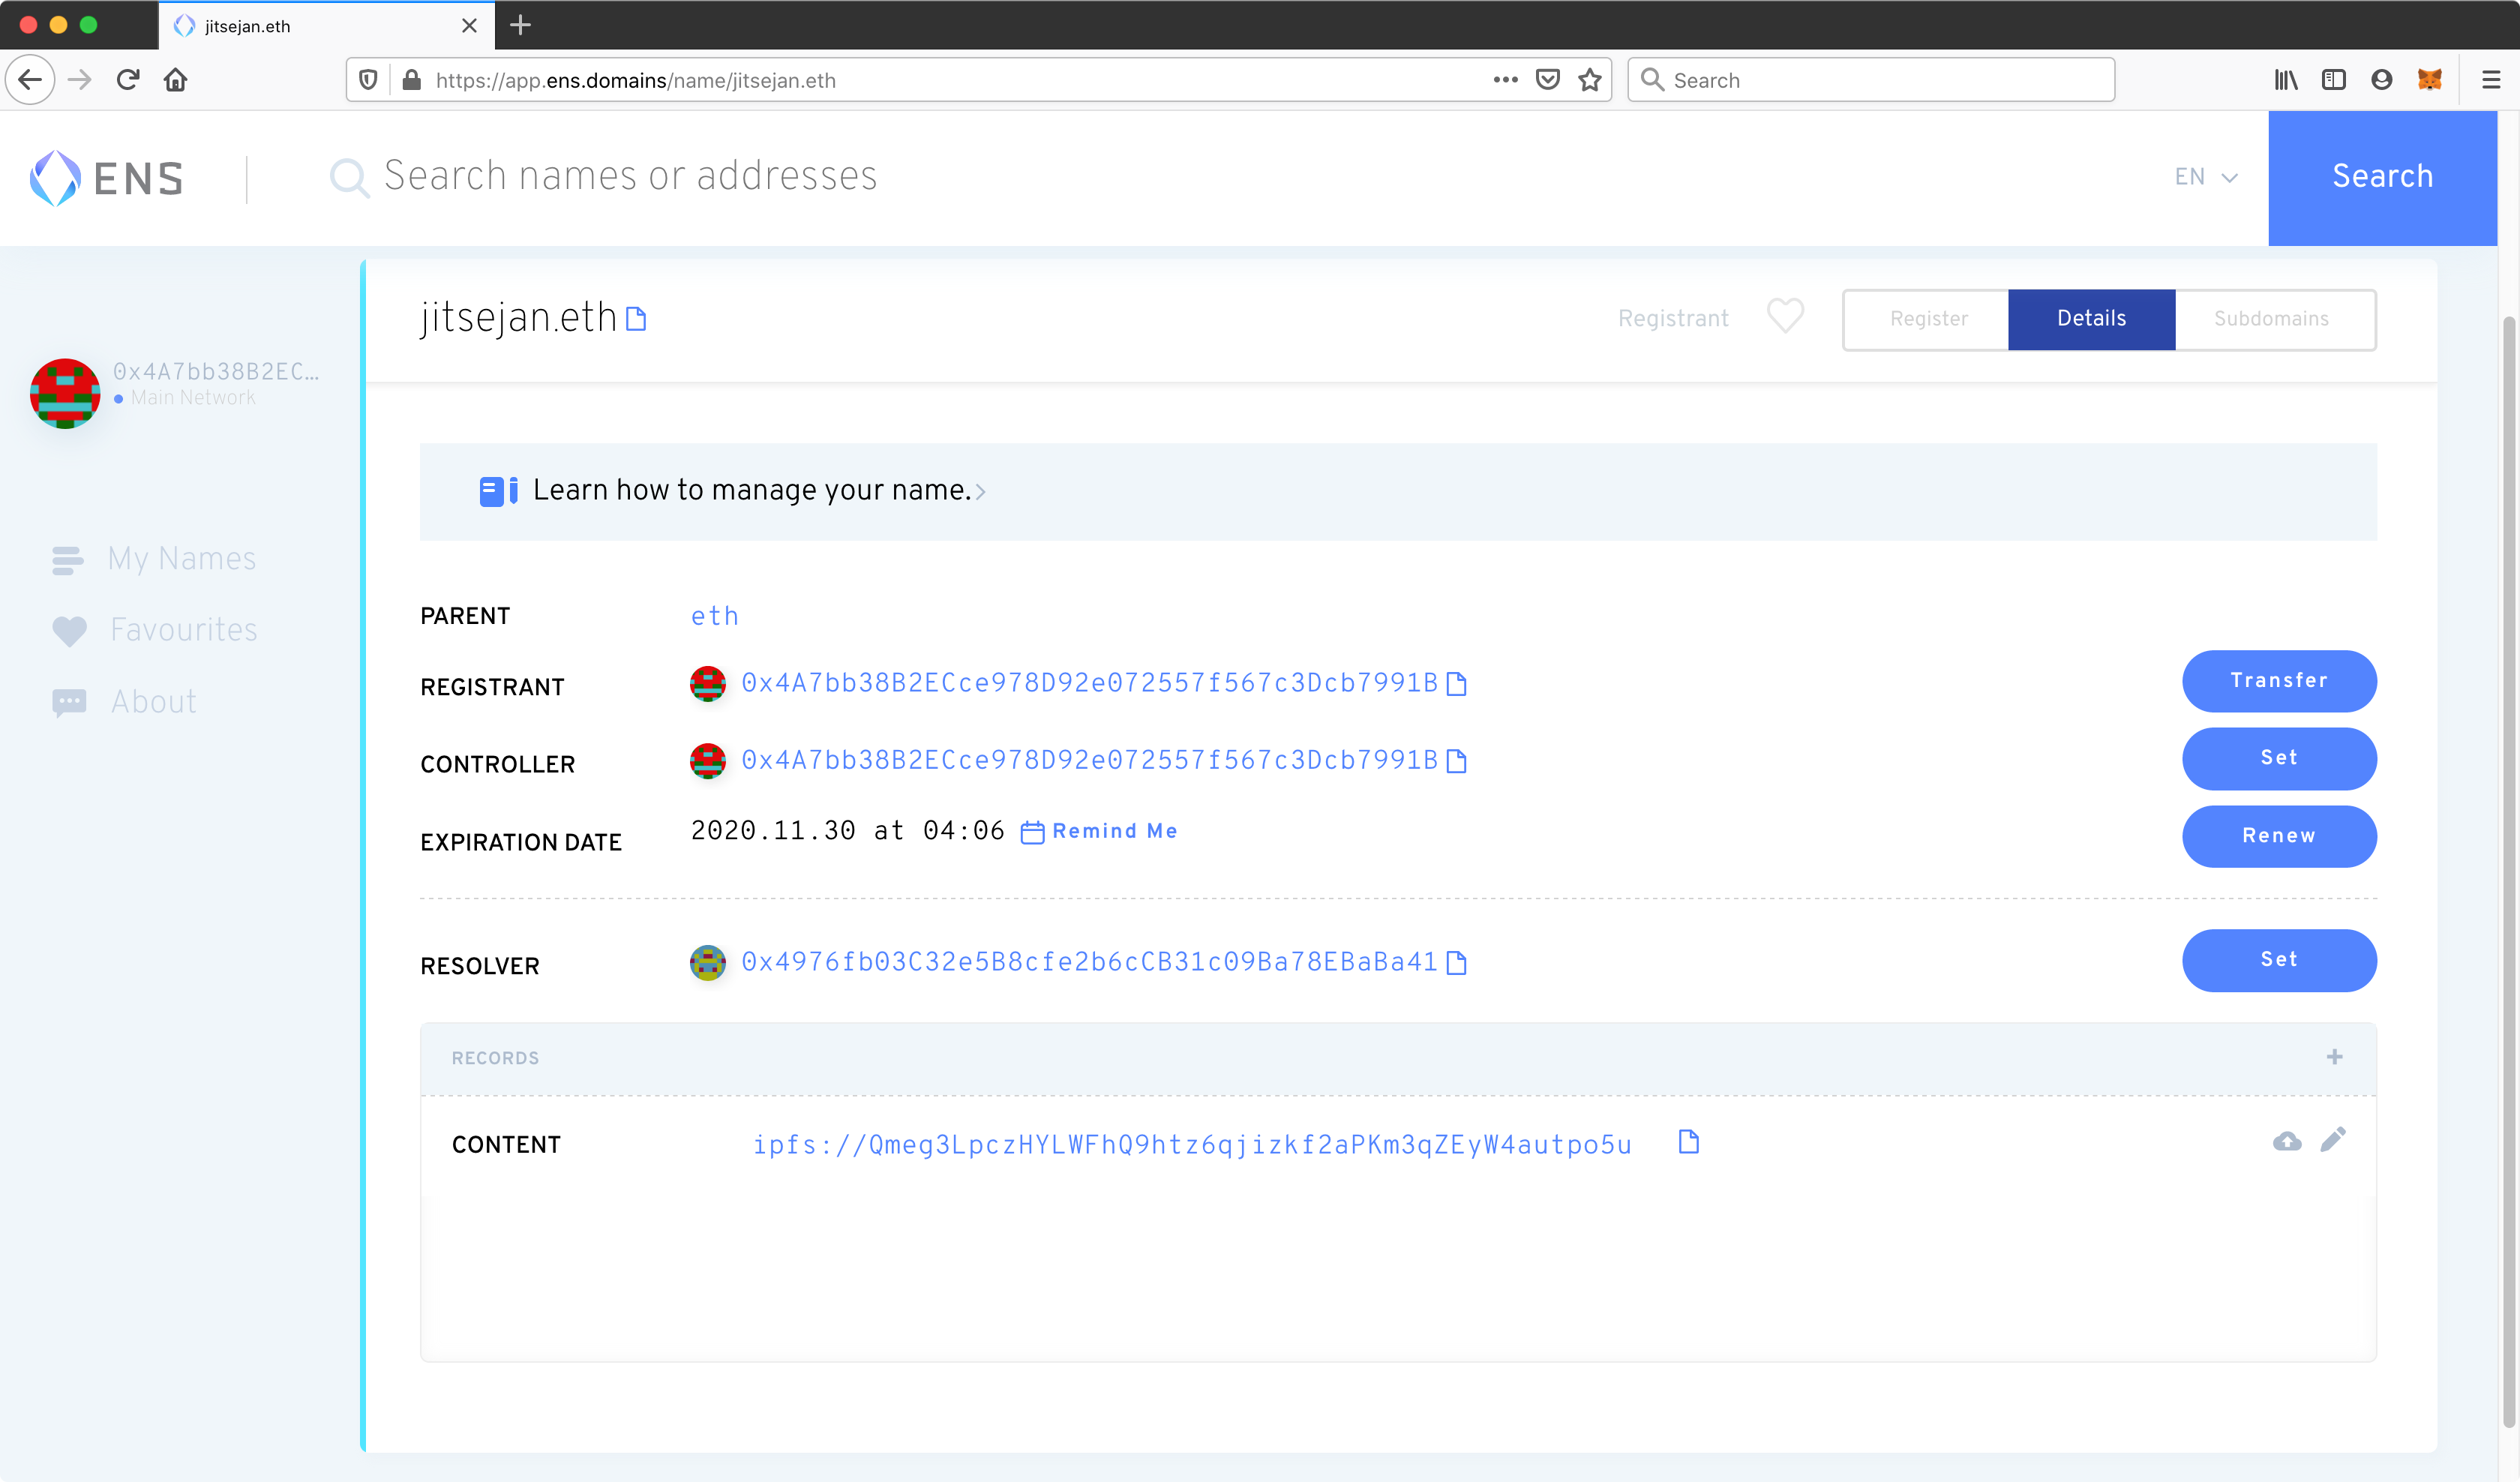 jitsejan.eth
https://app.ens.domains/name/jitsejan.eth
Search
ENS
Search names or addresses
EN
Search
jitsejan.eth
Registrant
Register
Details
Subdomains
0x4A7bb38B2EC...
Main Network
Learn how to manage your name.
My Names
Favourites
About
PARENT
eth
REGISTRANT
0x4A7bb38B2ECce978D92e072557f567c3Dcb7991B
Transfer
CONTROLLER
0x4A7bb38B2ECce978D92e072557f567c3Dcb7991B
Set
EXPIRATION DATE
2020.11.30 at 04:06
Remind Me
Renew
RESOLVER
0x4976fb03C32e5B8cfe2b6cCB31c09Ba78EBaBa41
Set
RECORDS
CONTENT
ipfs://Qmeg3LpczHYLWFhQ9htz6qjizkf2aPKm3qZEyW4autpo5u